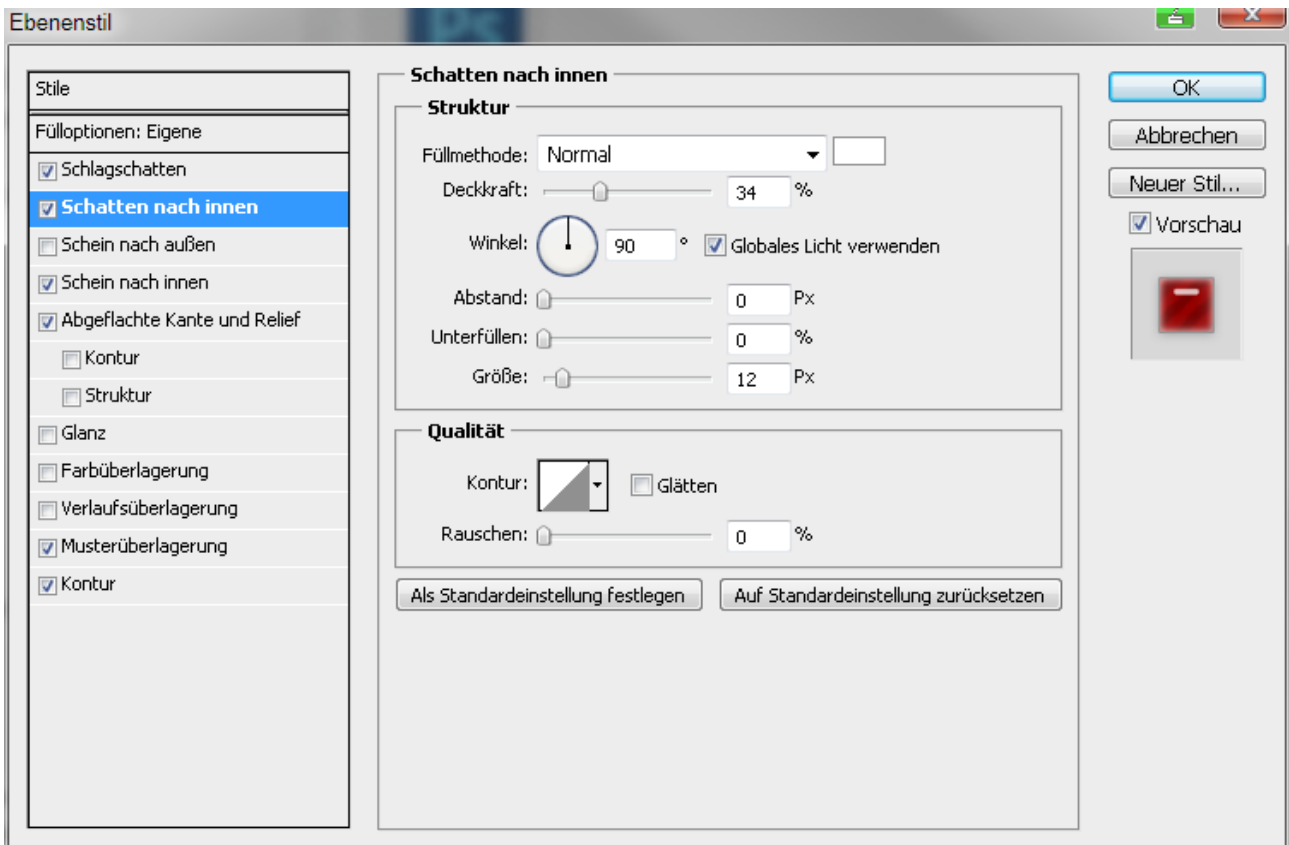 Ps
Ebenenstil
Stile
Fülloptionen: Eigene
Schlagschatten
Schatten nach innen
Schein nach außen
Schein nach innen
Abgeflachte Kante und Relief
Kontur
Struktur
Glanz
Farbüberlagerung
Verlaufsüberlagerung
Musterüberlagerung
Kontur
Schatten nach innen
Struktur
Füllmethode: Normal
Deckkraft: 34 %
Winkel: 90 ° Globales Licht verwenden
Abstand: 0 Px
Unterfüllen: 0 %
Größe: 12 Px
Qualität
Kontur: Glätten
Rauschen: 0 %
Als Standardeinstellung festlegen Auf Standardeinstellung zurücksetzen
OK
Abbrechen
Neuer Stil...
Vorschau